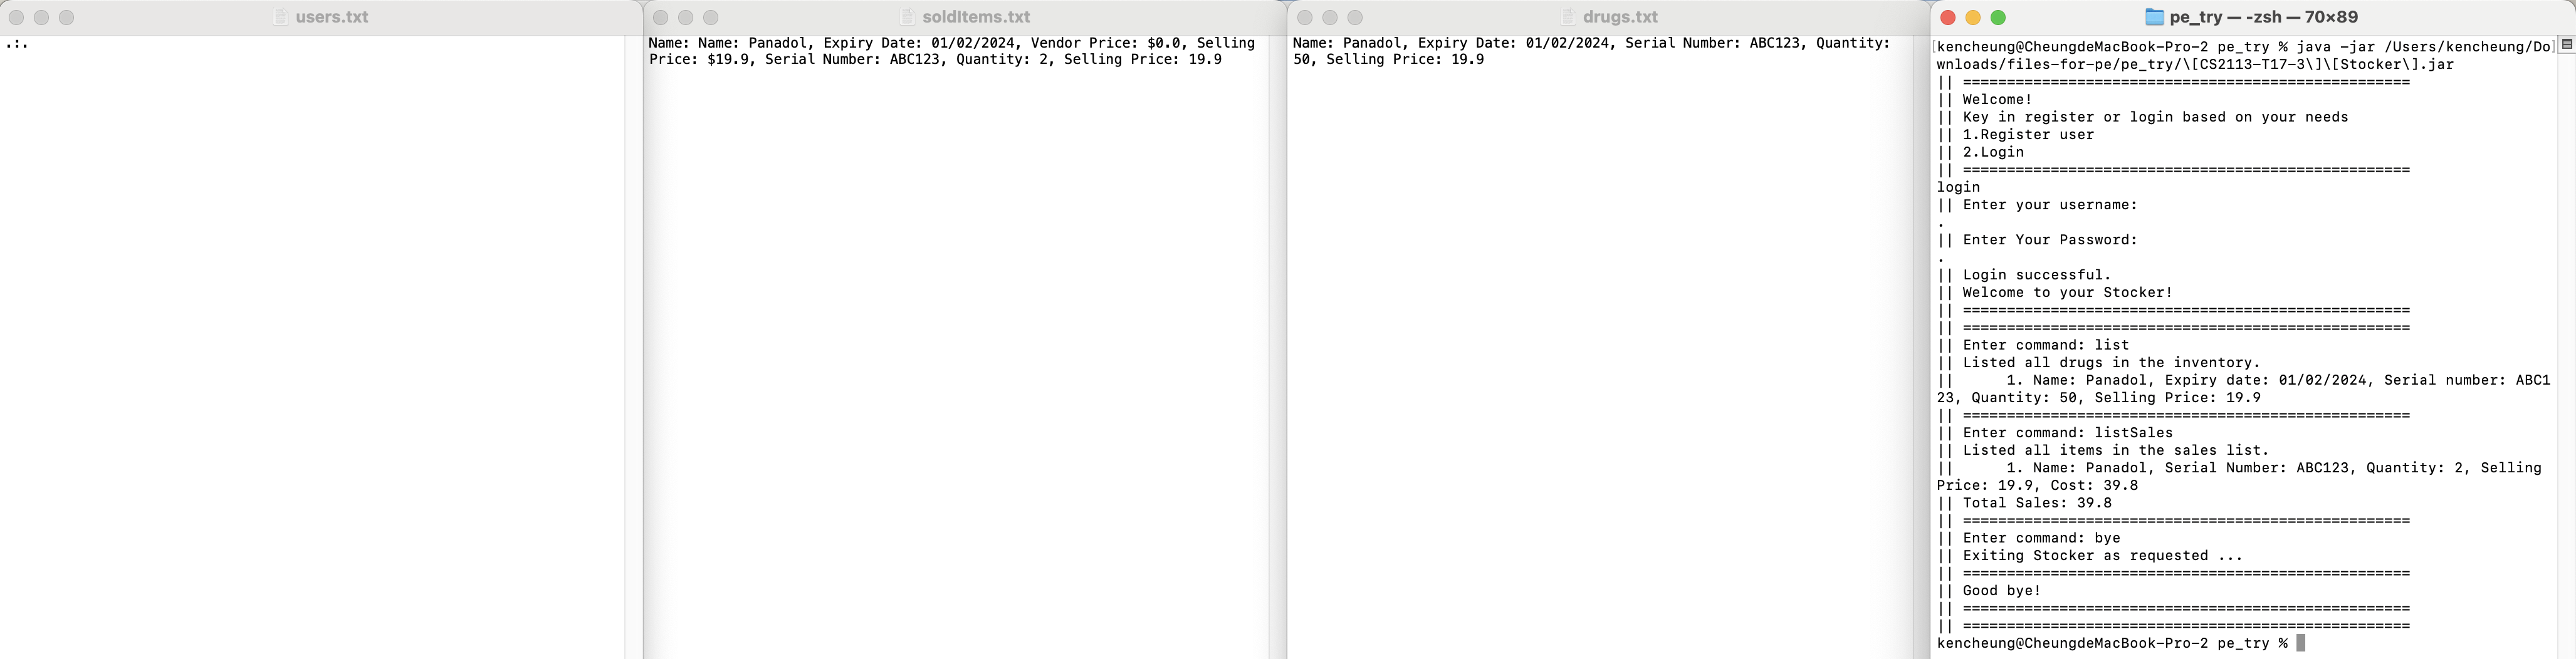 users.txt
.:.
soldItems.txt
Name: Name: Panadol, Expiry Date: 01/02/2024, Vendor Price: $0.0, Selling
Price: $19.9, Serial Number: ABC123, Quantity: 2, Selling Price: 19.9
drugs.txt
Name: Panadol, Expiry Date: 01/02/2024, Serial Number: ABC123, Quantity:
50, Selling Price: 19.9
pe_try — -zsh — 70×89
[kencheung@CheungdeMacBook-Pro-2 pe_try % java -jar /Users/kencheung/Do]
wnloads/files-for-pe/pe_try/\[CS2113-T17-3\]\[Stocker\].jar
|| ===================================================
|| Welcome!
|| Key in register or login based on your needs
|| 1.Register user
|| 2.Login
|| ===================================================
login
|| Enter your username:
.
|| Enter Your Password:
.
|| Login successful.
|| Welcome to your Stocker!
|| ===================================================
|| ===================================================
|| Enter command: list
|| Listed all drugs in the inventory.
||      1. Name: Panadol, Expiry date: 01/02/2024, Serial number: ABC1
23, Quantity: 50, Selling Price: 19.9
|| ===================================================
|| Enter command: listSales
|| Listed all items in the sales list.
||      1. Name: Panadol, Serial Number: ABC123, Quantity: 2, Selling
Price: 19.9, Cost: 39.8
|| Total Sales: 39.8
|| ===================================================
|| Enter command: bye
|| Exiting Stocker as requested ...
|| ===================================================
|| Good bye!
|| ===================================================
|| ===================================================
kencheung@CheungdeMacBook-Pro-2 pe_try %